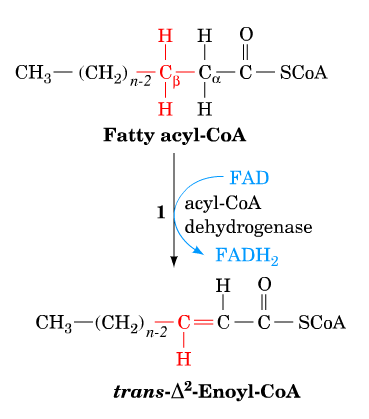 H H O
CH₃—(CH₂)n-2—Cβ—Cα—C—SCoA
H H
Fatty acyl-CoA
FAD
1 acyl-CoA
dehydrogenase
FADH₂
H O
CH₃—(CH₂)n-2—C=C—C—SCoA
H
trans-Δ²-Enoyl-CoA